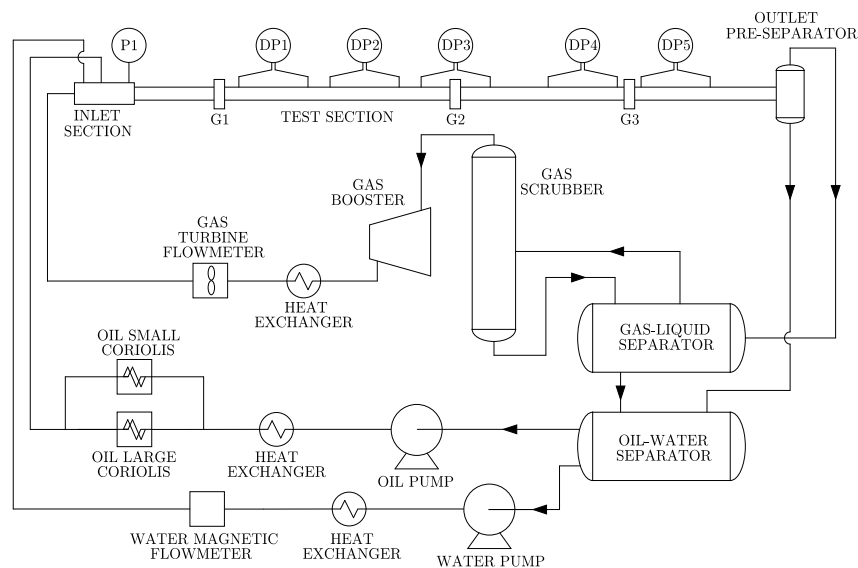 OUTLET
PRE-SEPARATOR
P1
DP1
DP2
DP3
DP4
DP5
INLET
SECTION
G1
TEST SECTION
G2
G3
GAS
BOOSTER
GAS
SCRUBBER
GAS
TURBINE
FLOWMETER
HEAT
EXCHANGER
GAS-LIQUID
SEPARATOR
OIL SMALL
CORIOLIS
OIL LARGE
CORIOLIS
HEAT
EXCHANGER
OIL PUMP
OIL-WATER
SEPARATOR
WATER MAGNETIC
FLOWMETER
HEAT
EXCHANGER
WATER PUMP